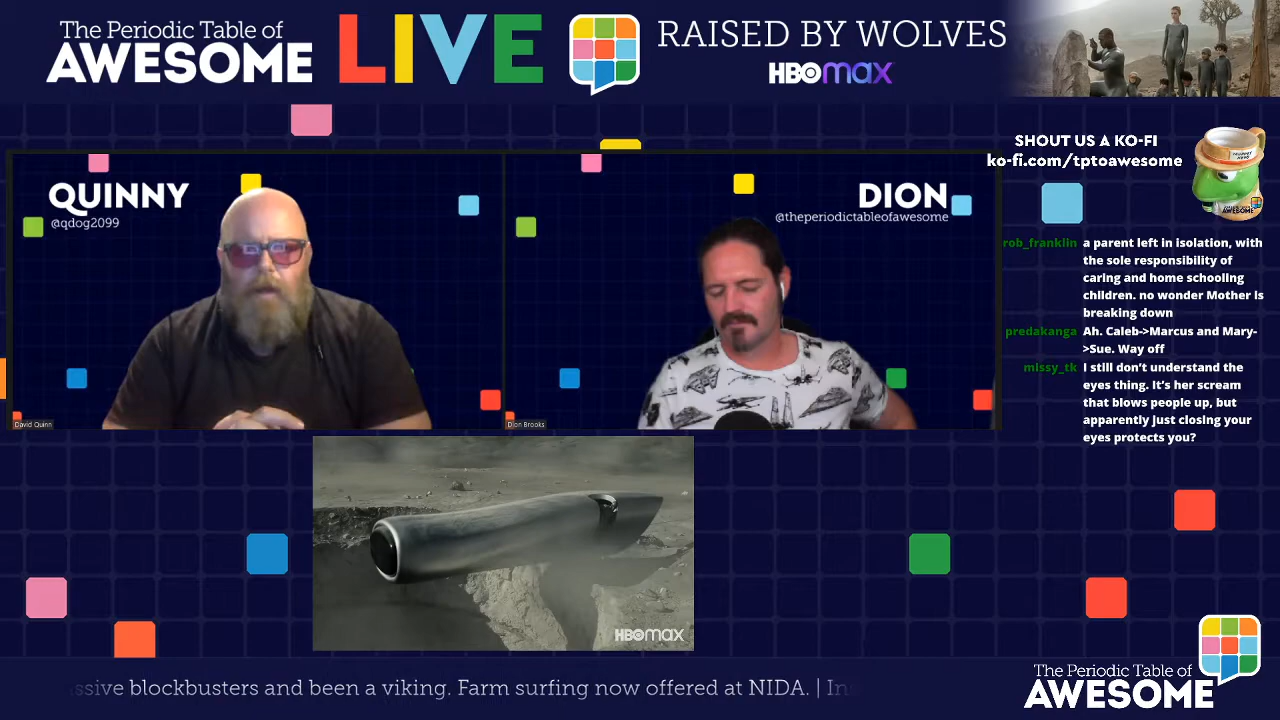 The Periodic Table of
AWESOME
LIVE
RAISED BY WOLVES
HBOmax
SHOUT US A KO-FI
ko-fi.com/tptoawesome
QUINNY
@qdog2099
DION
@theperiodictableofawesome
rob_franklin a parent left in isolation, with
the sole responsibility of
caring and home schooling
children. no wonder Mother is
breaking down
predakanga Ah. Caleb->Marcus and Mary-
>Sue. Way off
missy_tk I still don't understand the
eyes thing. It's her scream
that blows people up, but
apparently just closing your
eyes protects you?
David Quinn
Dion Brooks
HBOmax
ssive blockbusters and been a viking. Farm surfing now offered at NIDA. | In
The Periodic Table of
AWESOME